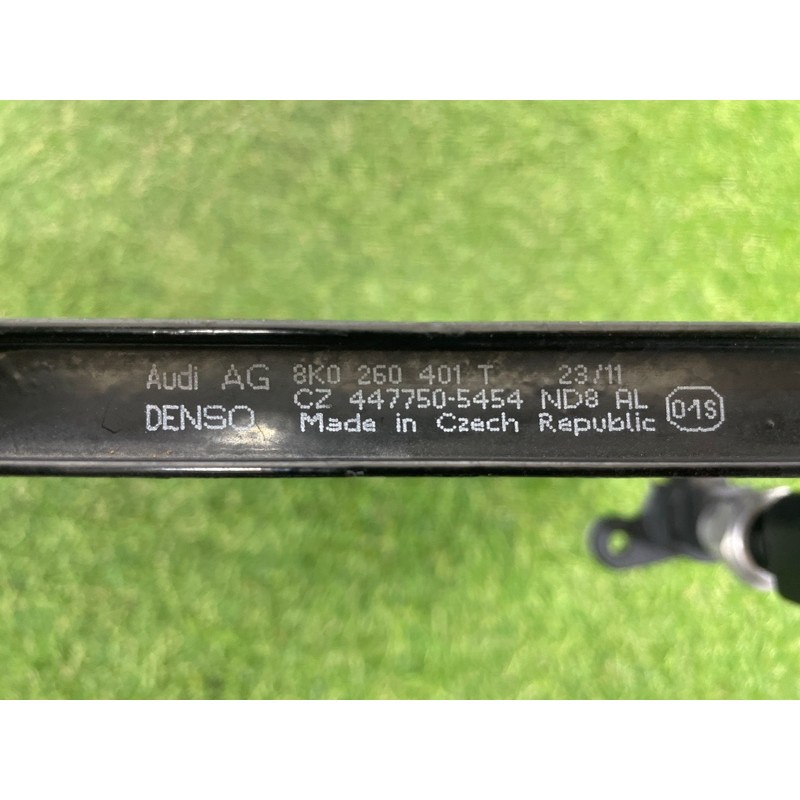 Audi AG 8K0 260 401 T 23/11
CZ 447750-5454 ND8 AL
DENSO Made in Czech Republic 01S